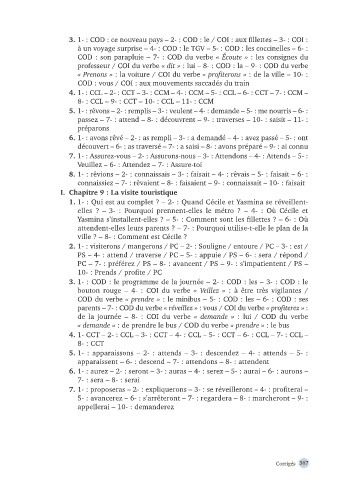 3. 1- : COD : ce nouveau pays – 2- : COD : le / COI : aux fillettes – 3- : COI :
à un voyage surprise – 4- : COD : le TGV – 5- : COD : les coccinelles – 6- :
COD : son parapluie – 7- : COD du verbe « Écoute » : les consignes du
professeur / COI du verbe « dit » : lui – 8- : COD : la – 9- : COD du verbe
« Prenons » : la voiture / COI du verbe « profiterons » : de la ville – 10- :
COD : vous / COI : aux mouvements saccadés du train
4. 1- : CCL – 2- : CCT – 3- : CCM – 4- : CCM – 5- : CCL – 6- : CCT – 7- : CCM –
8- : CCL – 9- : CCT – 10- : CCL – 11- : CCM
5. 1- : rêvons – 2- : remplis – 3- : veulent – 4- : demande – 5- : me nourris – 6- :
passez – 7- : attend – 8- : découvrent – 9- : traverses – 10- : saisit – 11- :
préparons
6. 1- : avons rêvé – 2- : as rempli – 3- : a demandé – 4- : avez passé – 5- : ont
découvert – 6- : as traversé – 7- : a saisi – 8- : avons préparé – 9- : ai connu
7. 1- : Assurez-vous – 2- : Assurons-nous – 3- : Attendons – 4- : Attends – 5- :
Veuillez – 6- : Attendez – 7- : Assure-toi
8. 1- : rêvions – 2- : connaissais – 3- : faisait – 4- : rêvais – 5- : faisait – 6- :
connaissiez – 7- : rêvaient – 8- : faisaient – 9- : connaissait – 10- : faisait
I. Chapitre 9 : La visite touristique
1. 1- : Qui est au complet ? – 2- : Quand Cécile et Yasmina se réveillent-
elles ? – 3- : Pourquoi prennent-elles le métro ? – 4- : Où Cécile et
Yasmina s'installent-elles ? – 5- : Comment sont les fillettes ? – 6- : Où
attendent-elles leurs parents ? – 7- : Pourquoi utilise-t-elle le plan de la
ville ? – 8- : Comment est Cécile ?
2. 1- : visiterons / mangerons / PC – 2- : Souligne / entoure / PC – 3- : est /
PS – 4- : attend / traverse / PC – 5- : appuie / PS – 6- : sera / répond /
PC – 7- : préférez / PS – 8- : avancent / PS – 9- : s'impatientent / PS –
10- : Prends / profite / PC
3. 1- : COD : le programme de la journée – 2- : COD : les – 3- : COD : le
bouton rouge – 4- : COI du verbe « Veillez » : à être très vigilantes /
COD du verbe « prendre » : le minibus – 5- : COD : les – 6- : COD : ses
parents – 7- : COD du verbe « réveillez » : vous / COI du verbe « profiterez » :
de la journée – 8- : COI du verbe « demande » : lui / COD du verbe
« demande » : de prendre le bus / COD du verbe « prendre » : le bus
4. 1- : CCT – 2- : CCL – 3- : CCT – 4- : CCL – 5- : CCT – 6- : CCL – 7- : CCL –
8- : CCT
5. 1- : apparaissons – 2- : attends – 3- : descendez – 4- : attends – 5- :
apparaissent – 6- : descend – 7- : attendons – 8- : attendent
6. 1- : aurez – 2- : seront – 3- : auras – 4- : serez – 5- : aurai – 6- : aurons –
7- : sera – 8- : serai
7. 1- : proposeras – 2- : expliquerons – 3- : se réveilleront – 4- : profiterai –
5- : avancerez – 6- : s'arrêteront – 7- : regardera – 8- : marcheront – 9- :
appellerai – 10- : demanderez
Corrigés 367